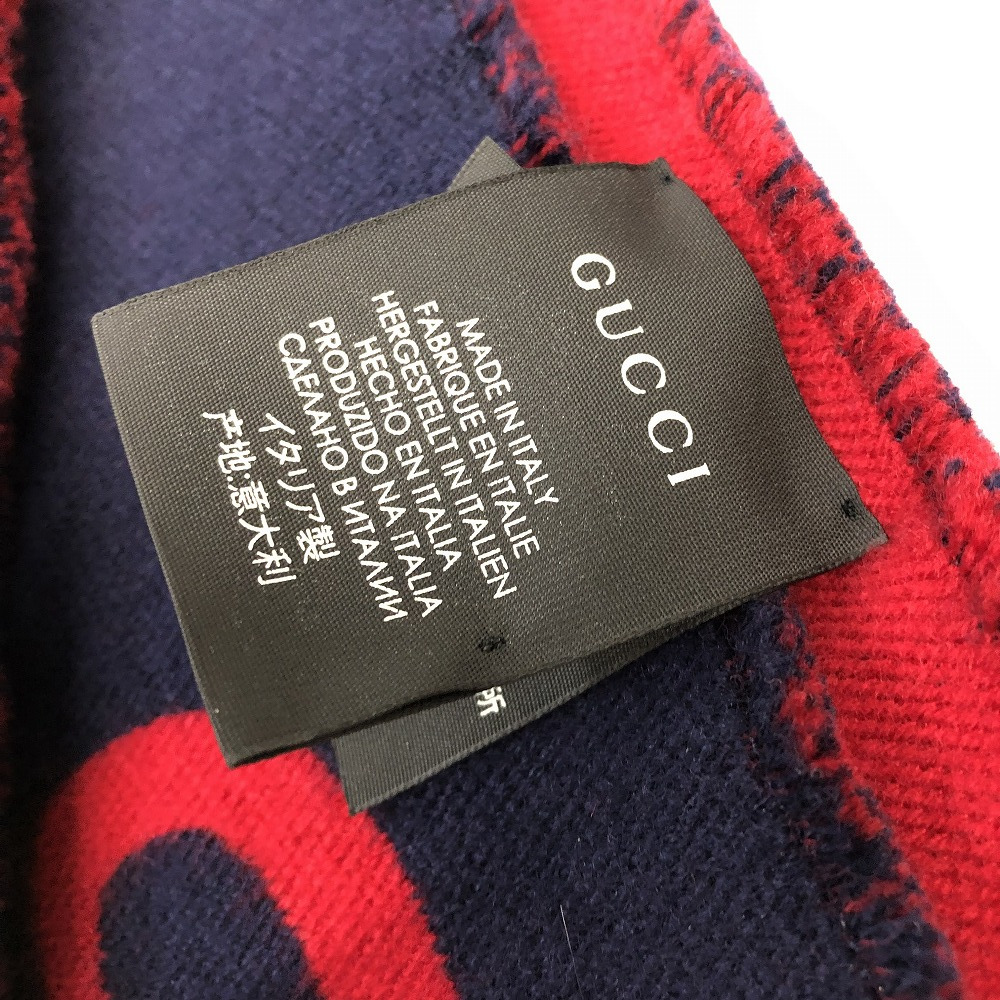 GUCCI
MADE IN ITALY
FABRIQUE EN ITALIE
HERGESTELLT IN ITALIEN
HECHO EN ITALIA
PRODUZIDO NA ITALIA
СДЕЛАНО В ИТАЛИИ
イタリア製
产地:意大利
所